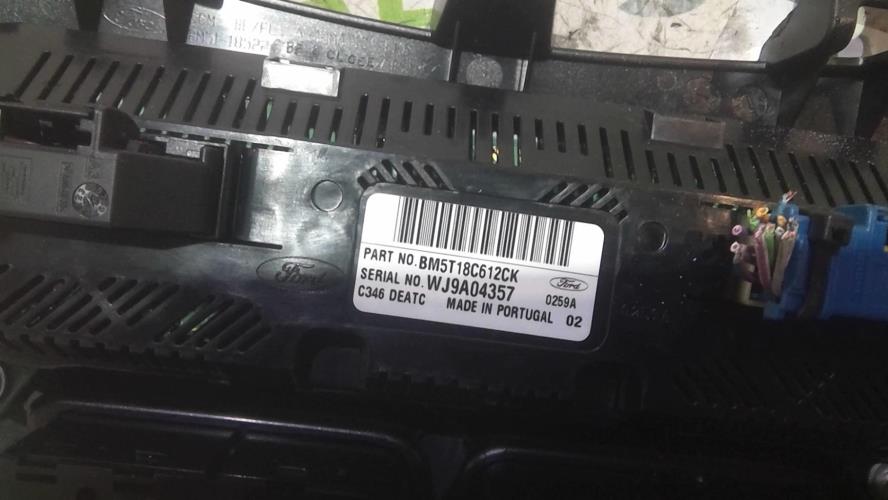 PART NO. BM5T18C612CK
SERIAL NO. WJ9A04357
C346 DEATC MADE IN PORTUGAL 02
Ford
0259A
Ford